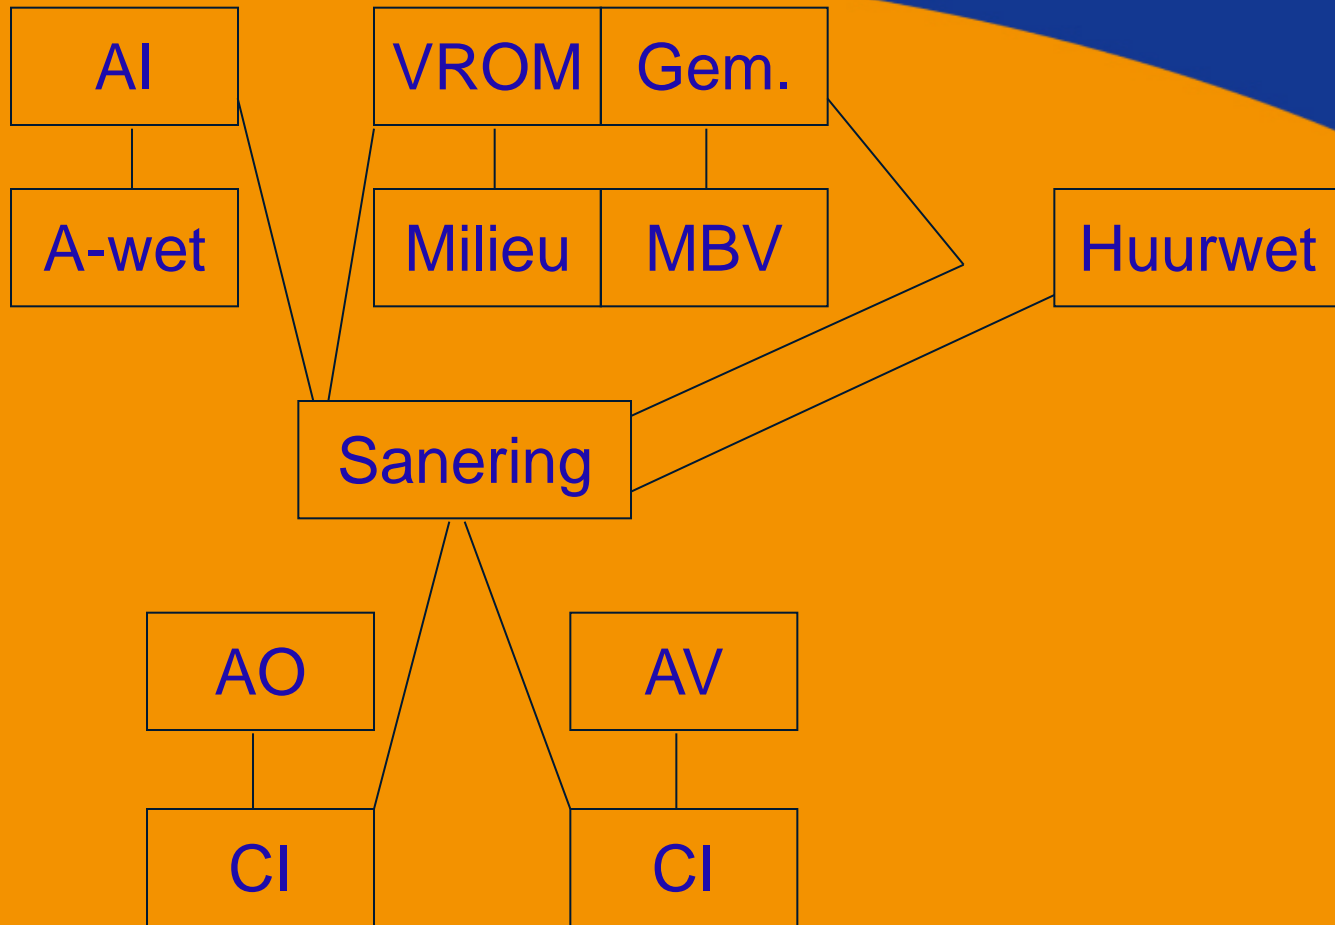 AI
VROM
Gem.
A-wet
Milieu
MBV
Huurwet
Sanering
AO
AV
CI
CI